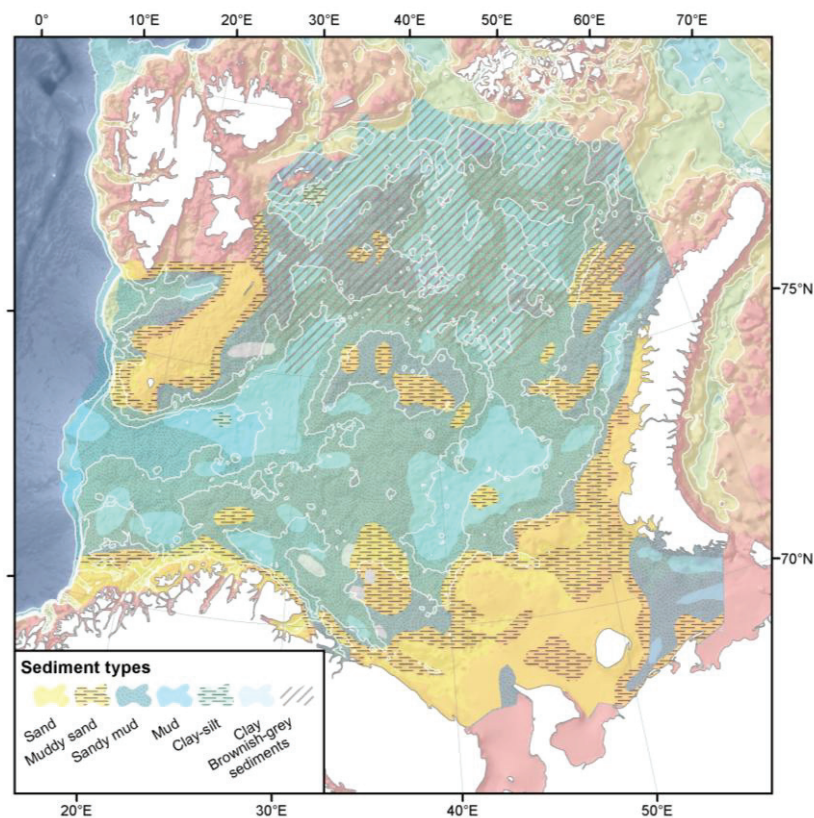 0° 10°E 20°E 30°E 40°E 50°E 60°E 70°E
75°N
70°N
Sediment types
Sand
Muddy sand
Sandy mud
Mud
Clay-silt
Clay
Brownish-grey
sediments
20°E 30°E 40°E 50°E